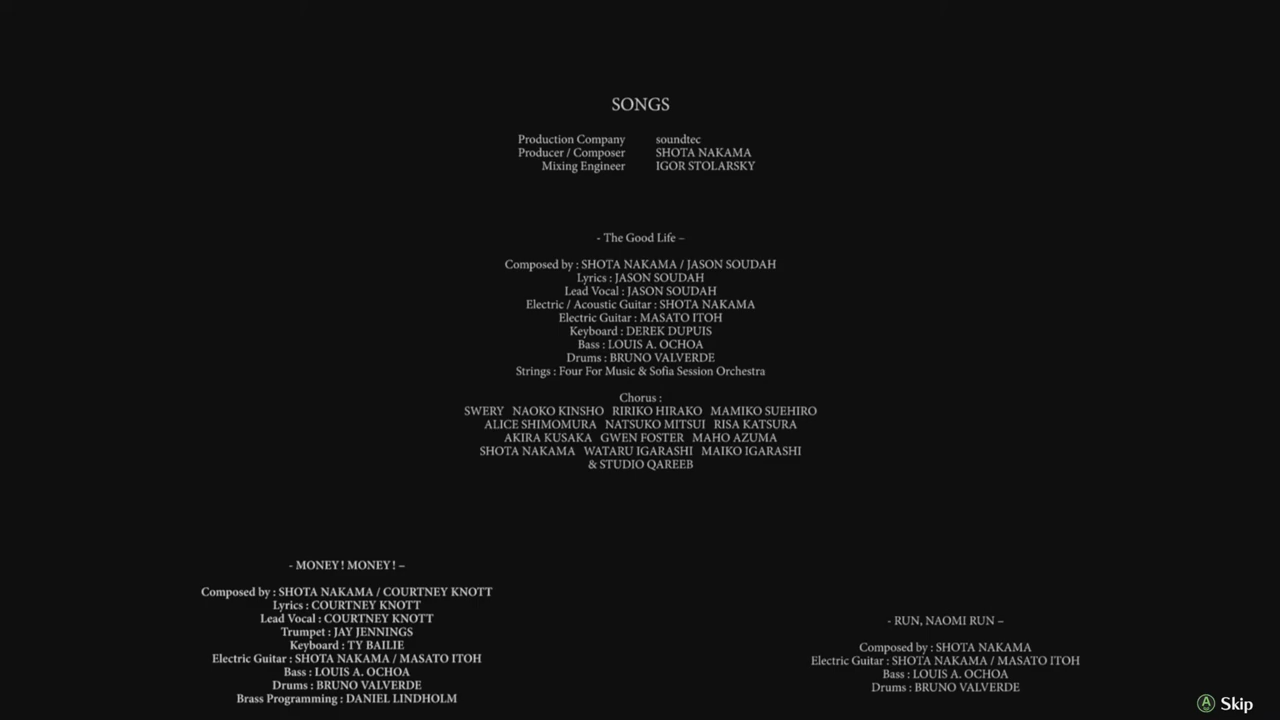 SONGS
Production Company soundtec
Producer / Composer SHOTA NAKAMA
Mixing Engineer IGOR STOLARSKY
- The Good Life –
Composed by : SHOTA NAKAMA / JASON SOUDAH
Lyrics : JASON SOUDAH
Lead Vocal : JASON SOUDAH
Electric / Acoustic Guitar : SHOTA NAKAMA
Electric Guitar : MASATO ITOH
Keyboard : DEREK DUPUIS
Bass : LOUIS A. OCHOA
Drums : BRUNO VALVERDE
Strings : Four For Music & Sofia Session Orchestra
Chorus :
SWERY NAOKO KINSHO RIRIKO HIRAKO MAMIKO SUEHIRO
ALICE SHIMOMURA NATSUKO MITSUI RISA KATSURA
AKIRA KUSAKA GWEN FOSTER MAHO AZUMA
SHOTA NAKAMA WATARU IGARASHI MAIKO IGARASHI
& STUDIO QAREEB
- MONEY! MONEY! –
Composed by : SHOTA NAKAMA / COURTNEY KNOTT
Lyrics : COURTNEY KNOTT
Lead Vocal : COURTNEY KNOTT
Trumpet : JAY JENNINGS
Keyboard : TY BAILIE
Electric Guitar : SHOTA NAKAMA / MASATO ITOH
Bass : LOUIS A. OCHOA
Drums : BRUNO VALVERDE
Brass Programming : DANIEL LINDHOLM
- RUN, NAOMI RUN –
Composed by : SHOTA NAKAMA
Electric Guitar : SHOTA NAKAMA / MASATO ITOH
Bass : LOUIS A. OCHOA
Drums : BRUNO VALVERDE
A Skip